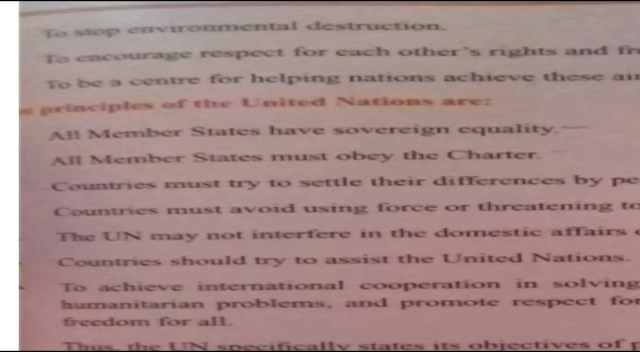 To stop environmental destruction.
To encourage respect for each other's rights and
To be a centre for helping nations achieve these
principles of the United Nations are:
All Member States have sovereign equality.
All Member States must obey the Charter.
Countries must try to settle their differences by
Countries must avoid using force or threatening to
The UN may not interfere in the domestic affairs
Countries should try to assist the United Nations.
To achieve international cooperation in solving
humanitarian problems, and promote respect for
freedom for all.
Thus, the UN specifically states its objectives of